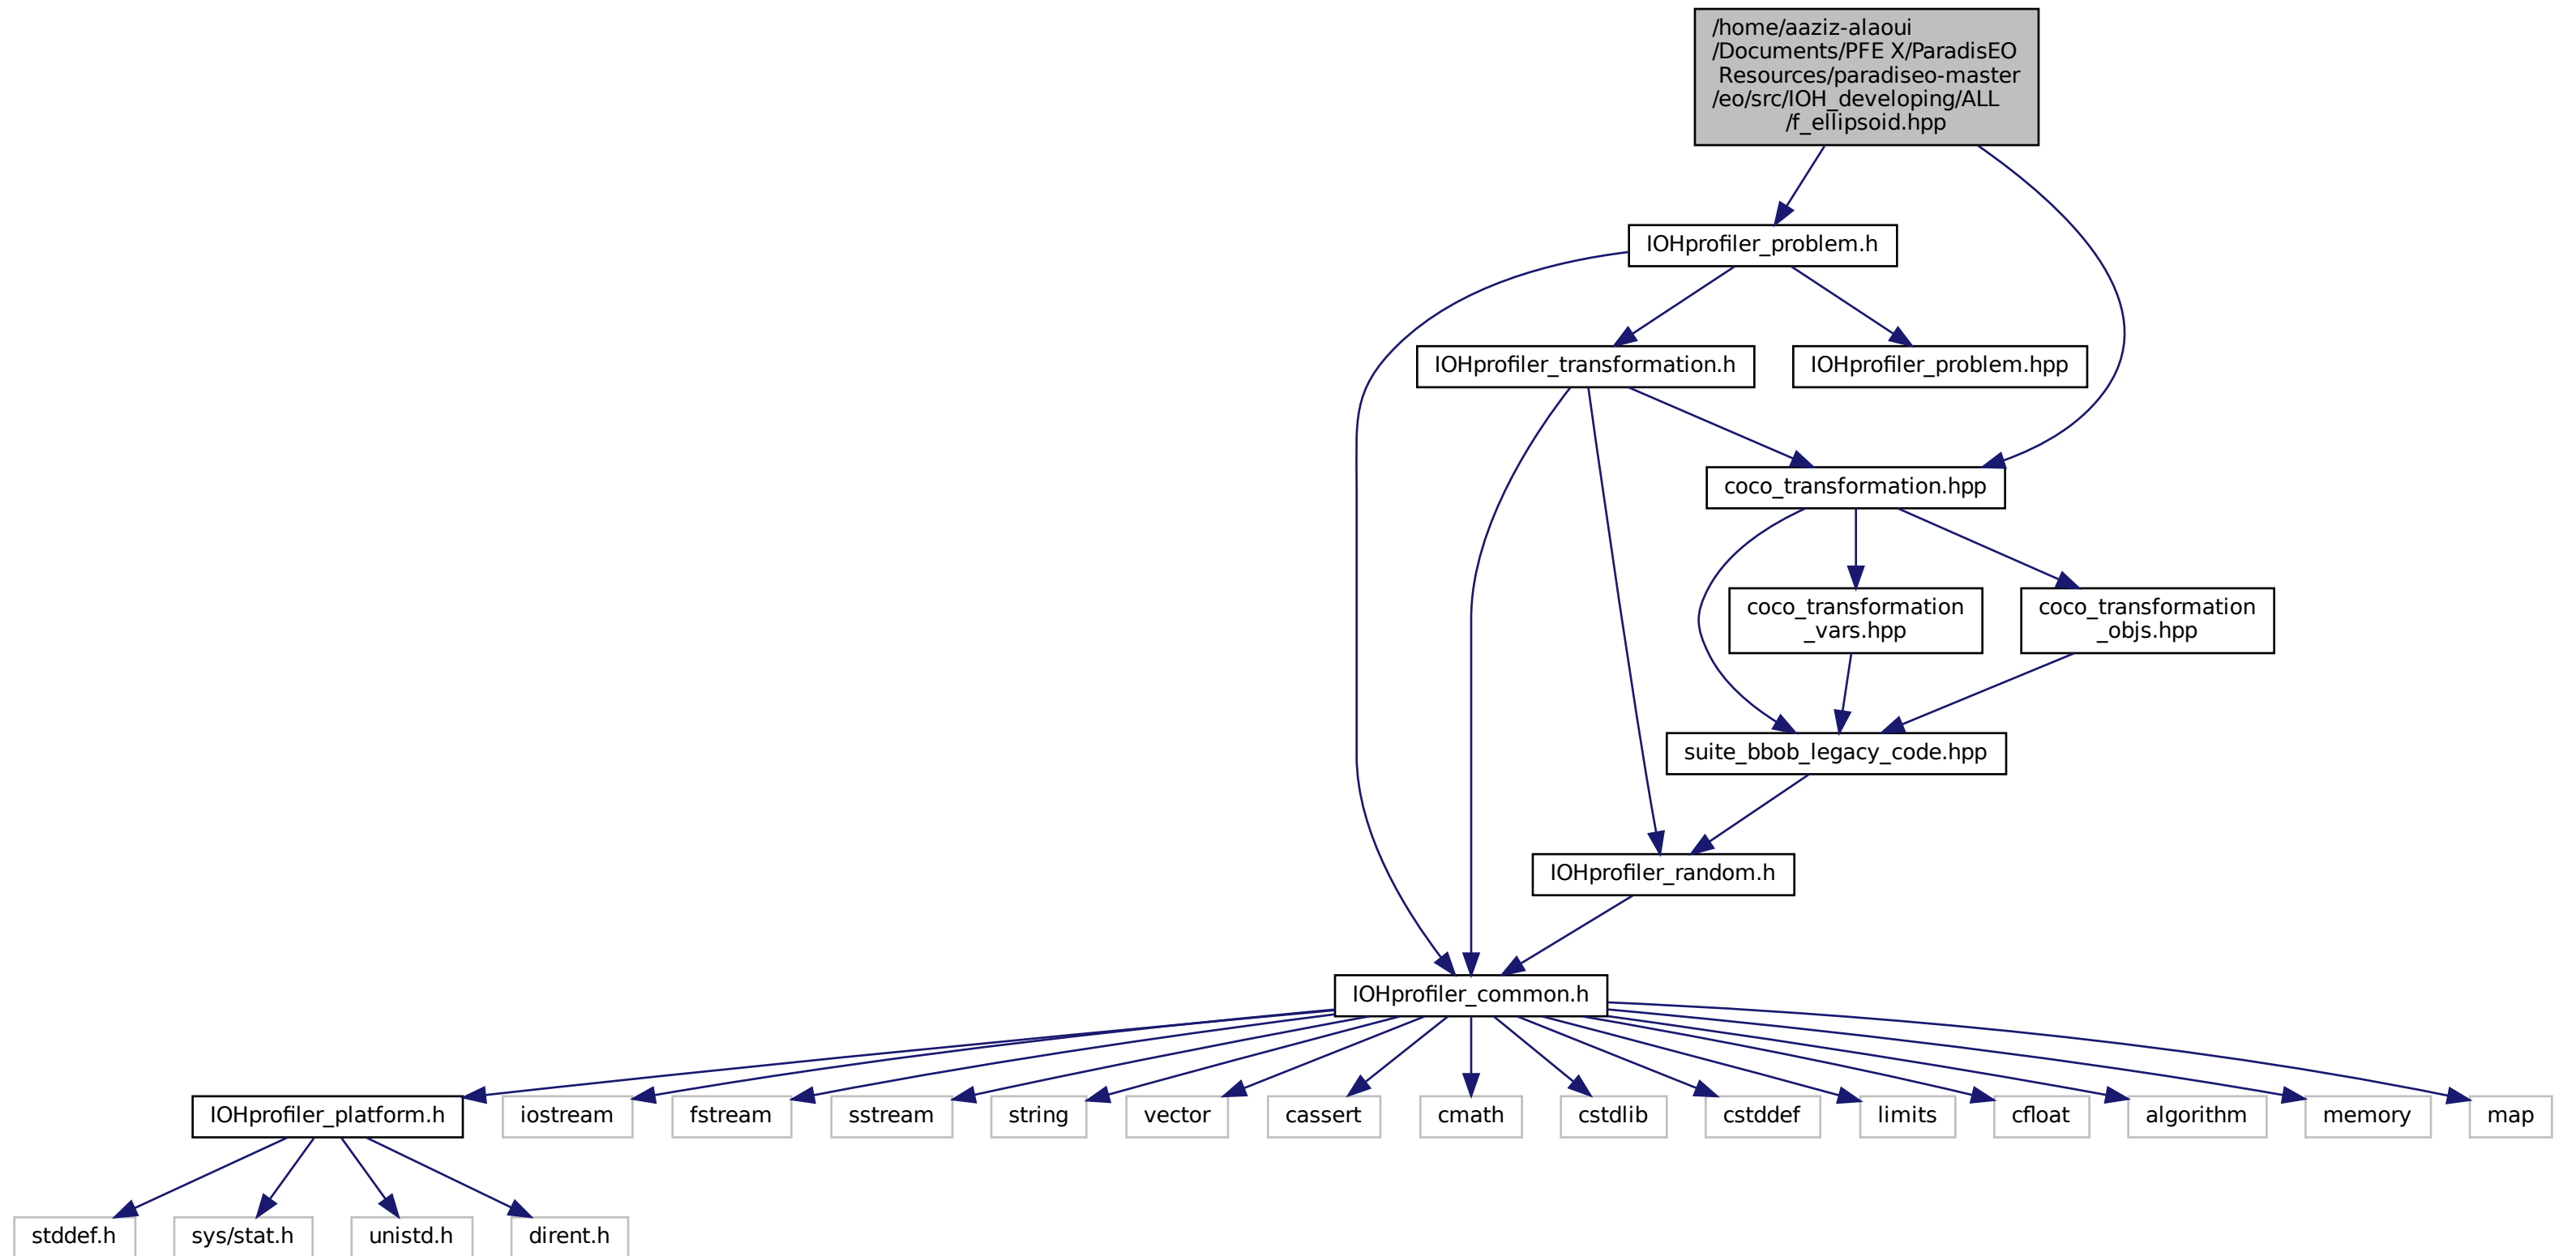 /home/aaziz-alaoui
/Documents/PFE X/ParadisEO
Resources/paradiseo-master
/eo/src/IOH_developing/ALL
/f_ellipsoid.hpp
IOHprofiler_problem.h
IOHprofiler_transformation.h
IOHprofiler_problem.hpp
coco_transformation.hpp
coco_transformation
_vars.hpp
coco_transformation
_objs.hpp
suite_bbob_legacy_code.hpp
IOHprofiler_random.h
IOHprofiler_common.h
IOHprofiler_platform.h
iostream
fstream
sstream
string
vector
cassert
cmath
cstdlib
cstddef
limits
cfloat
algorithm
memory
map
stddef.h
sys/stat.h
unistd.h
dirent.h